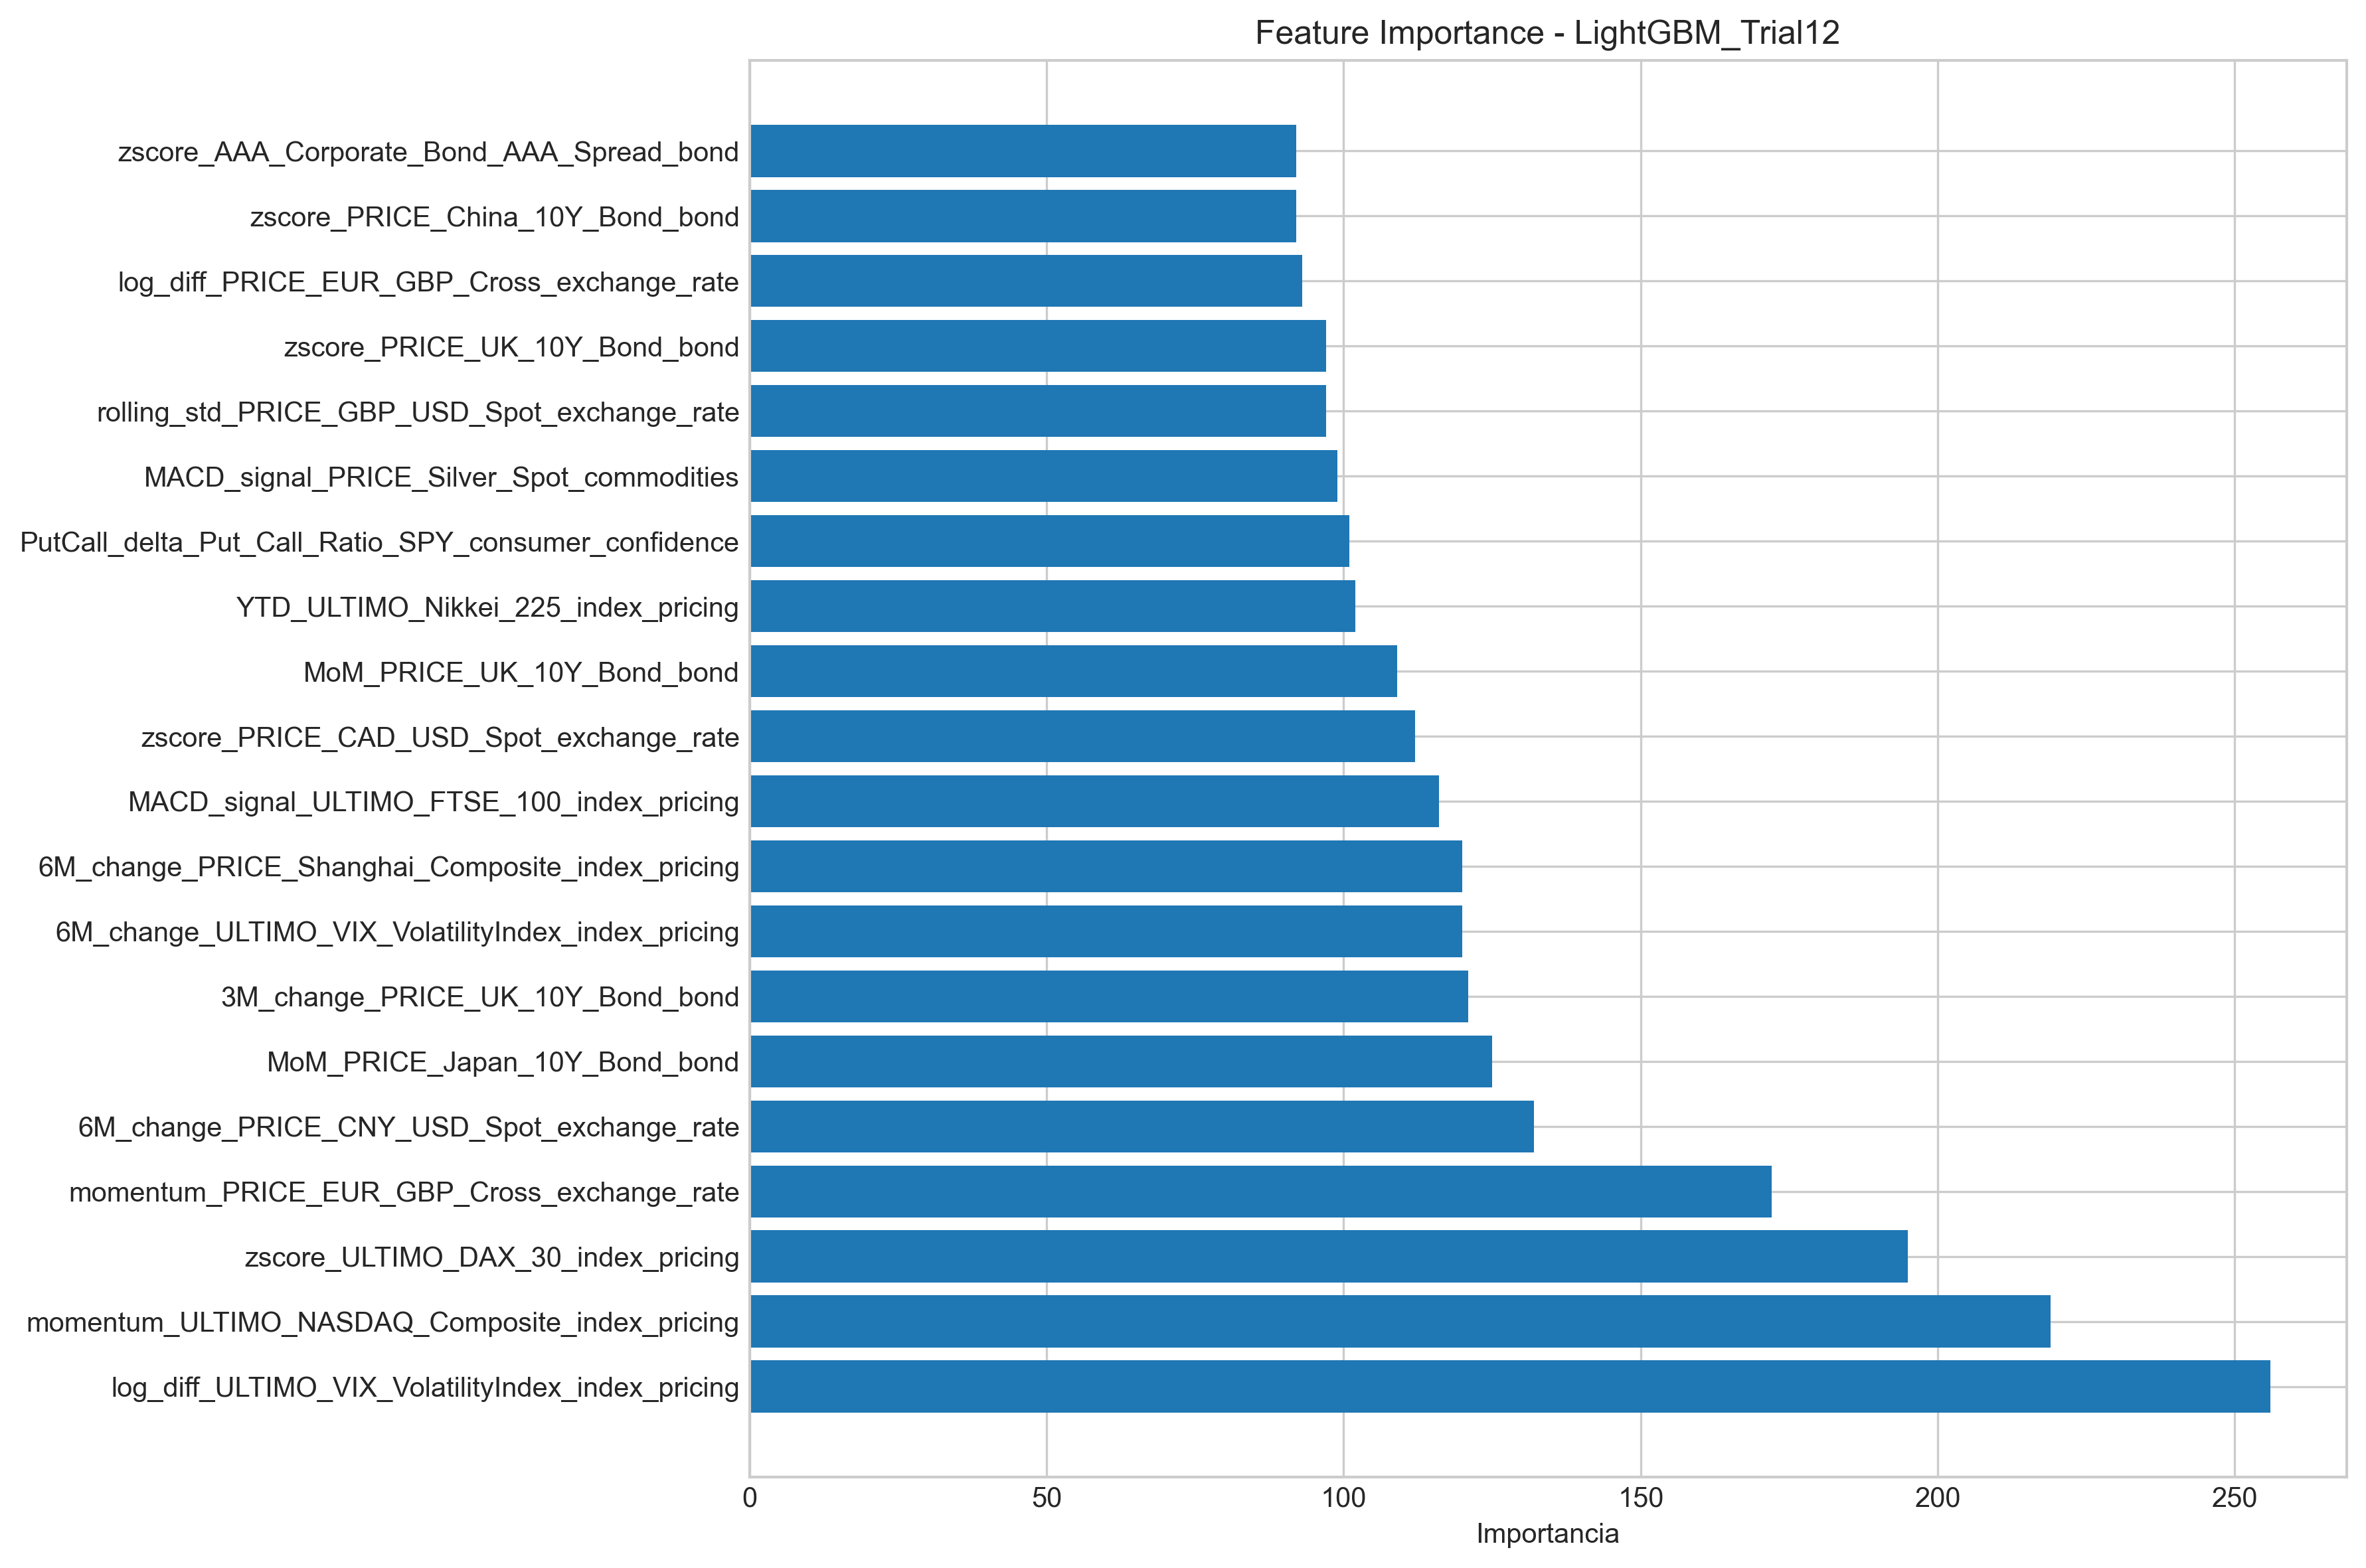 Feature Importance - LightGBM_Trial12
zscore_AAA_Corporate_Bond_AAA_Spread_bond
zscore_PRICE_China_10Y_Bond_bond
log_diff_PRICE_EUR_GBP_Cross_exchange_rate
zscore_PRICE_UK_10Y_Bond_bond
rolling_std_PRICE_GBP_USD_Spot_exchange_rate
MACD_signal_PRICE_Silver_Spot_commodities
PutCall_delta_Put_Call_Ratio_SPY_consumer_confidence
YTD_ULTIMO_Nikkei_225_index_pricing
MoM_PRICE_UK_10Y_Bond_bond
zscore_PRICE_CAD_USD_Spot_exchange_rate
MACD_signal_ULTIMO_FTSE_100_index_pricing
6M_change_PRICE_Shanghai_Composite_index_pricing
6M_change_ULTIMO_VIX_VolatilityIndex_index_pricing
3M_change_PRICE_UK_10Y_Bond_bond
MoM_PRICE_Japan_10Y_Bond_bond
6M_change_PRICE_CNY_USD_Spot_exchange_rate
momentum_PRICE_EUR_GBP_Cross_exchange_rate
zscore_ULTIMO_DAX_30_index_pricing
momentum_ULTIMO_NASDAQ_Composite_index_pricing
log_diff_ULTIMO_VIX_VolatilityIndex_index_pricing
0 50 100 150 200 250
Importancia